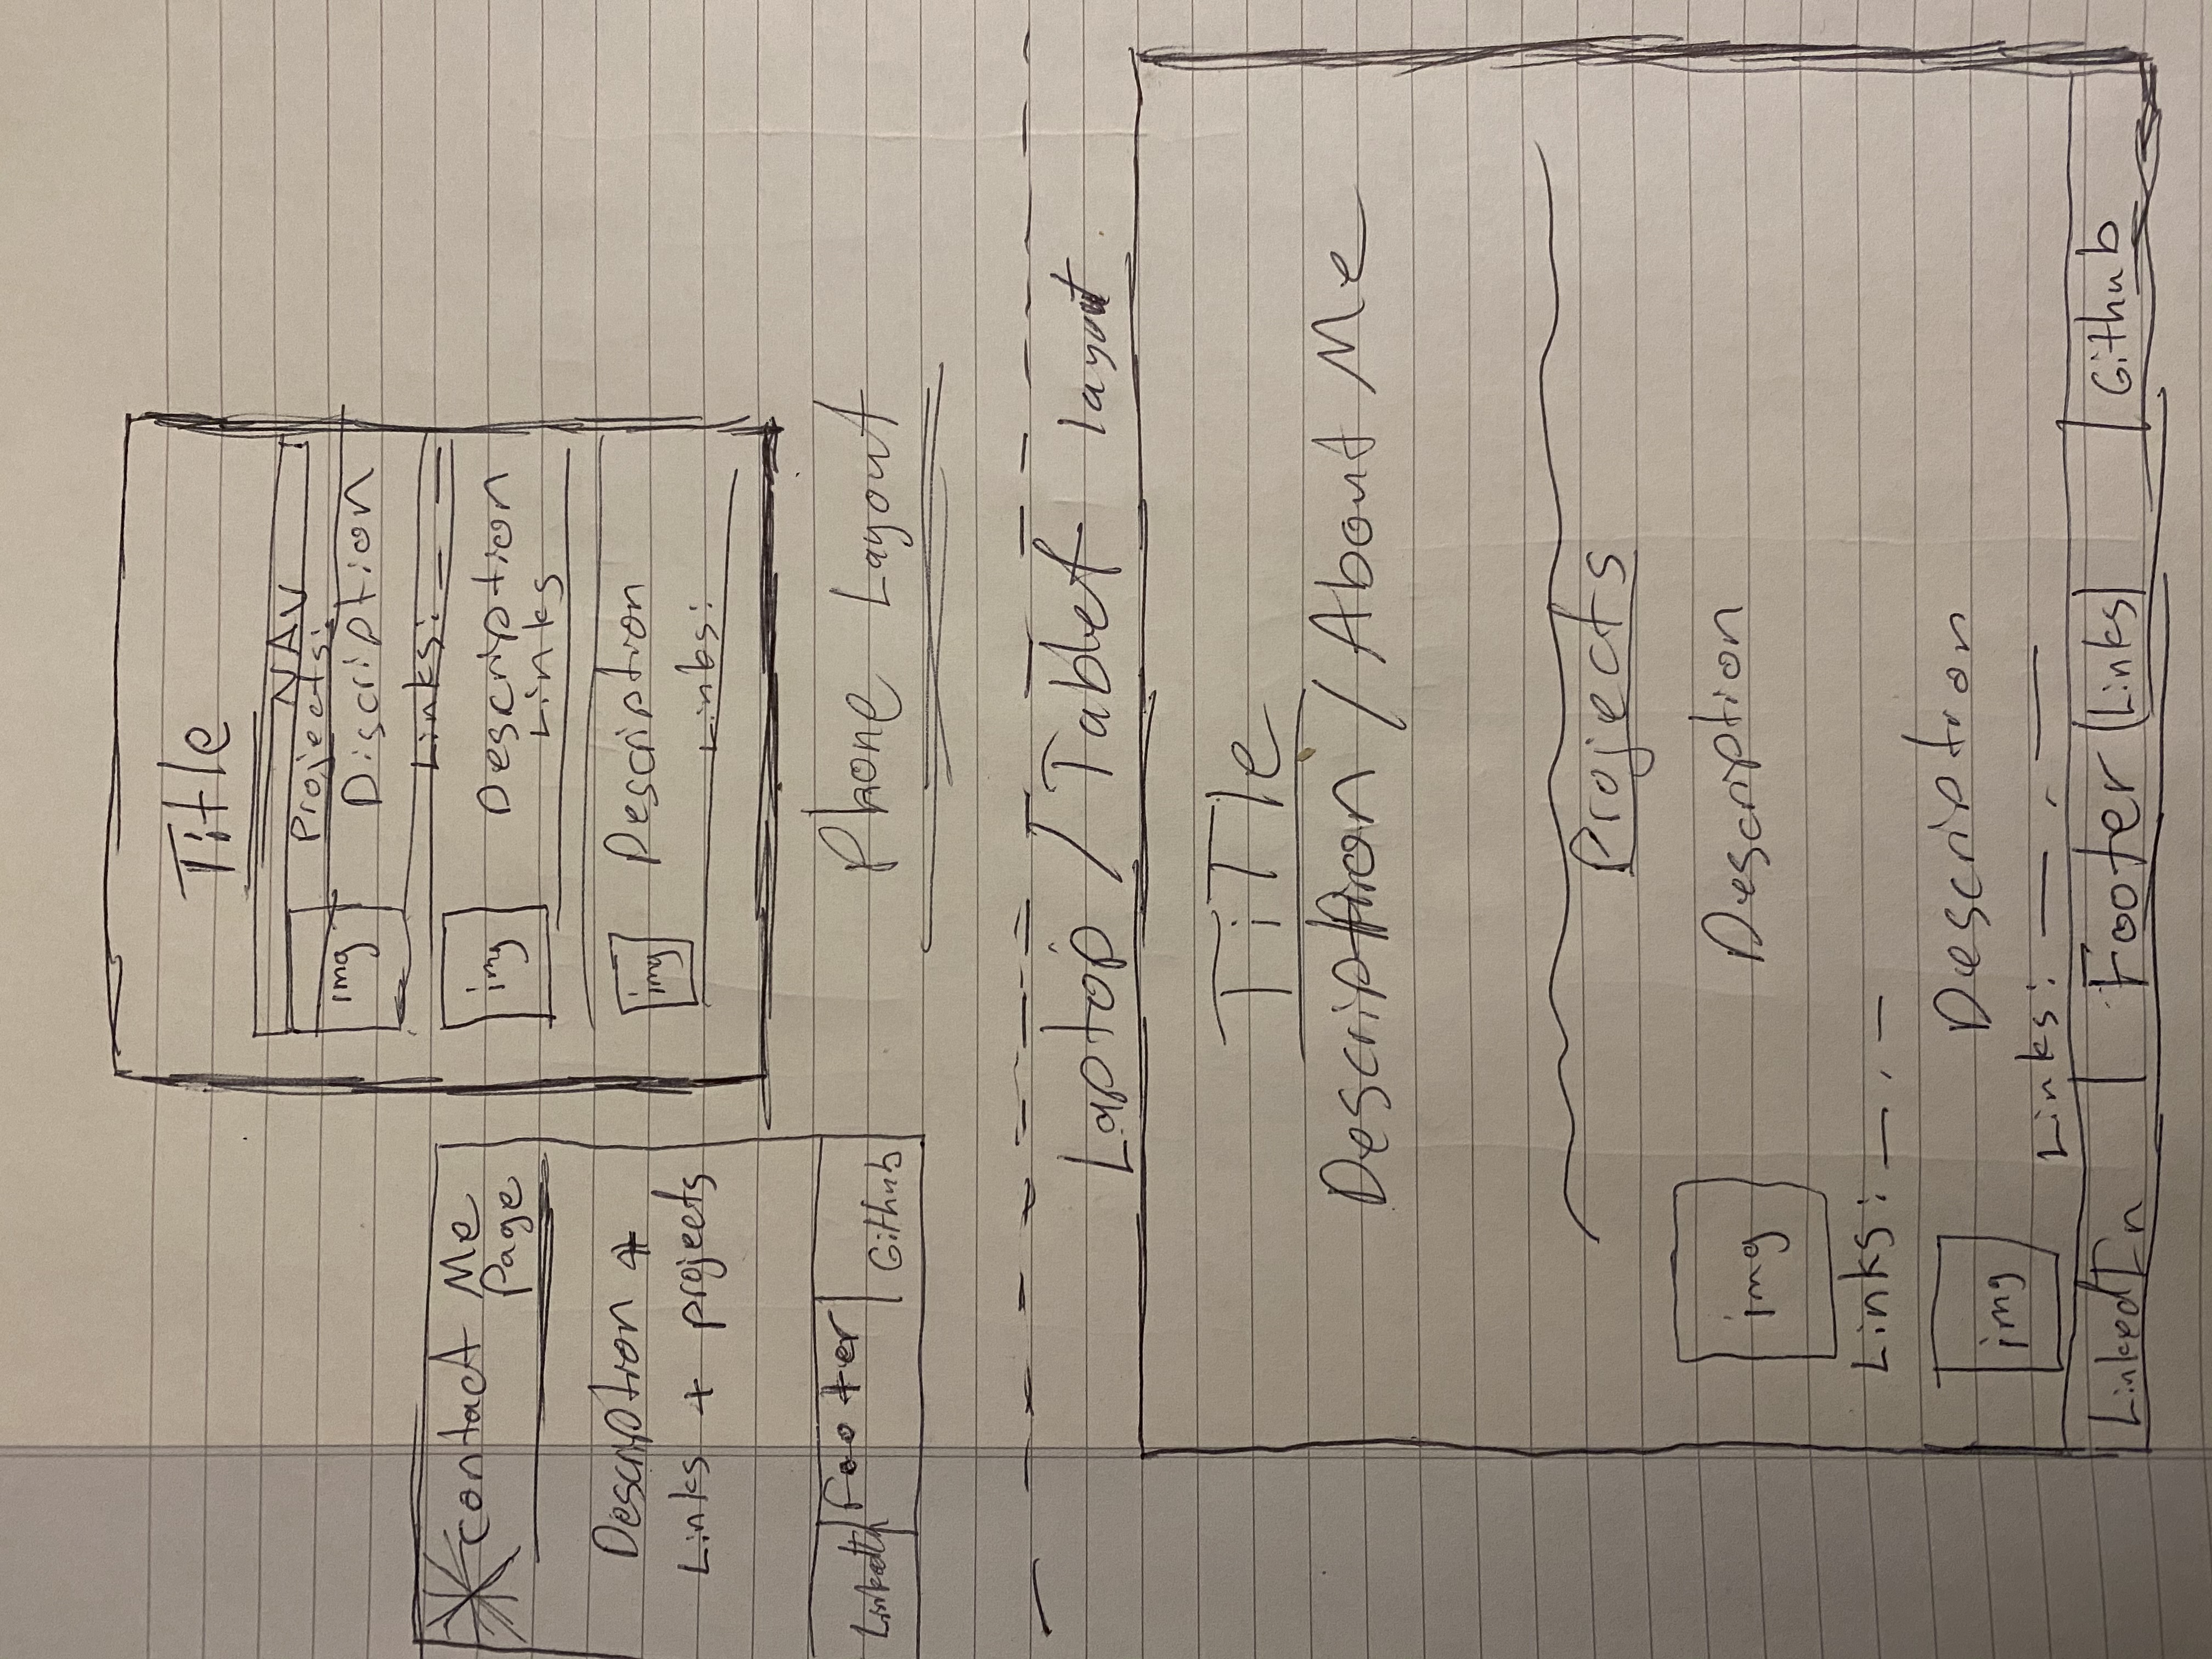 Title
NAV
Projects:
img
Discription
Links: — —
img
Description
Links
img
Description
Links:
Contact Me
Page
Description +
Links + projects
LinkedIn
Footer
Github
Phone Layout
Laptop / Tablet layout
TiTle
Description / About Me
Projects
img
Description
Links: — , —
img
Description
Links: — , —
LinkedIn
Footer
Links
Github